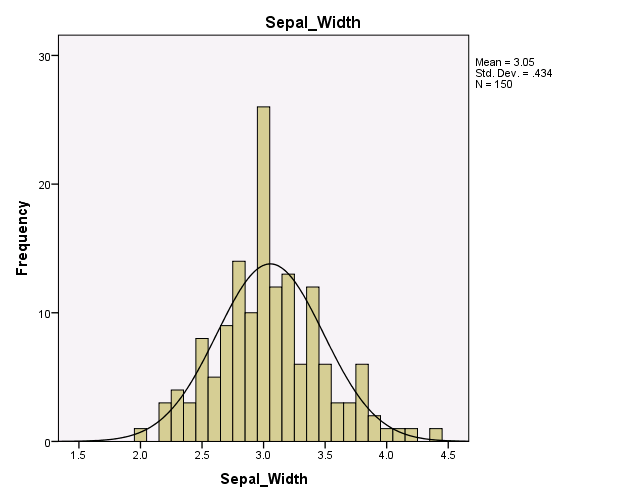 Sepal_Width
Mean = 3.05
Std. Dev. = .434
N = 150
30
20
10
0
Frequency
1.5 2.0 2.5 3.0 3.5 4.0 4.5
Sepal_Width